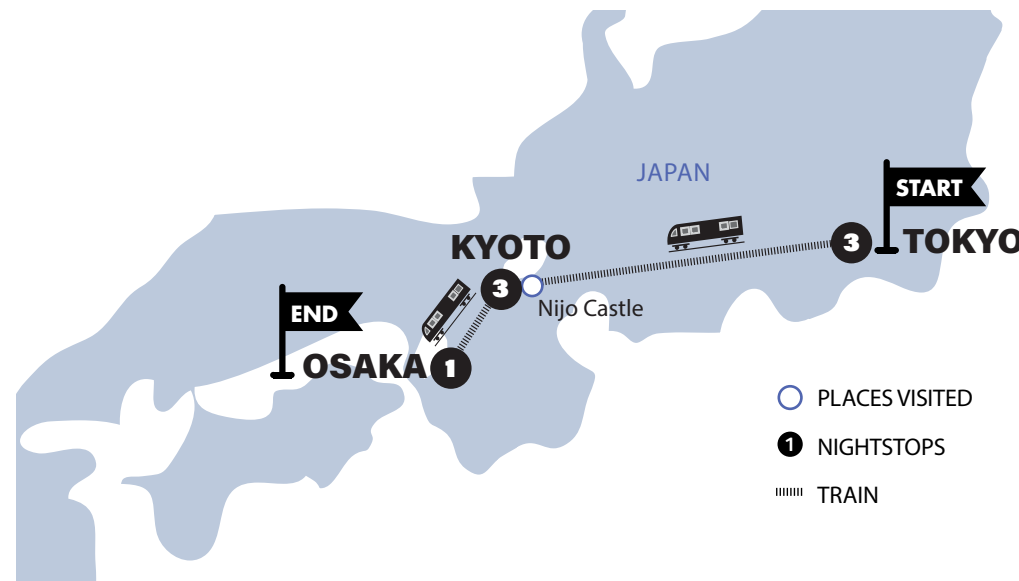 JAPAN
START
3
TOKYO
KYOTO
3
Nijo Castle
END
OSAKA
1
PLACES VISITED
1 NIGHTSTOPS
TRAIN